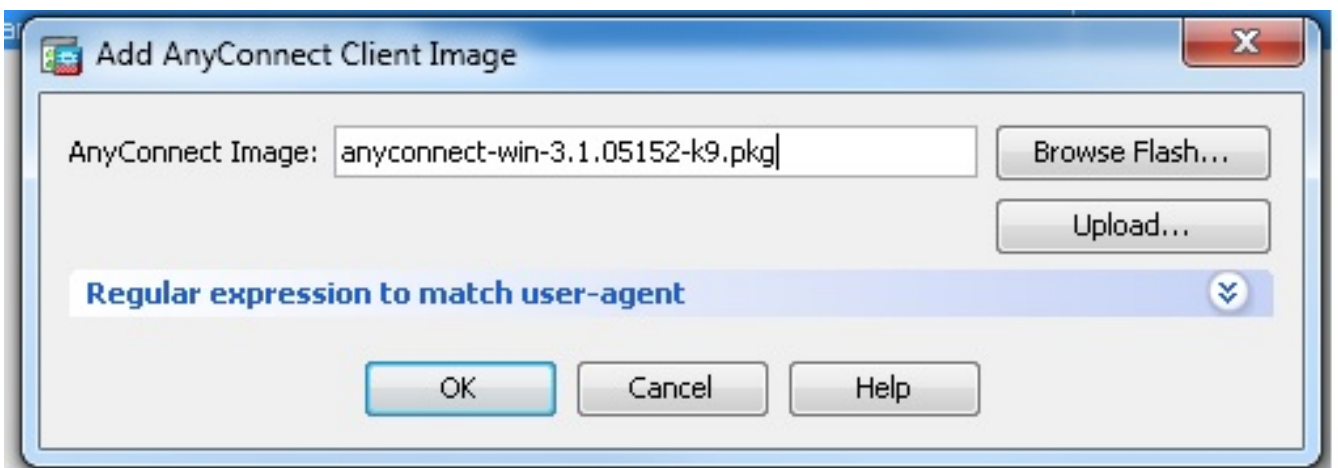 Add AnyConnect Client Image
AnyConnect Image: anyconnect-win-3.1.05152-k9.pkg Browse Flash...
Upload...
Regular expression to match user-agent
OK Cancel Help